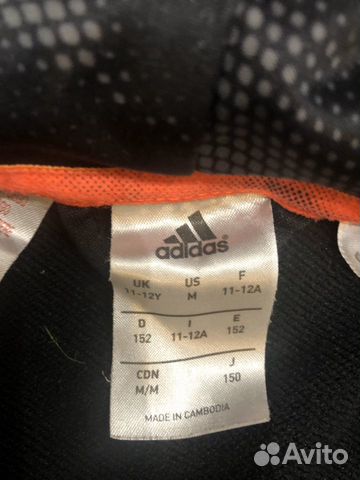 adidas
UK US F
11-12Y M 11-12A
D I E
152 11-12A 152
CDN J
M/M 150
MADE IN CAMBODIA
Avito